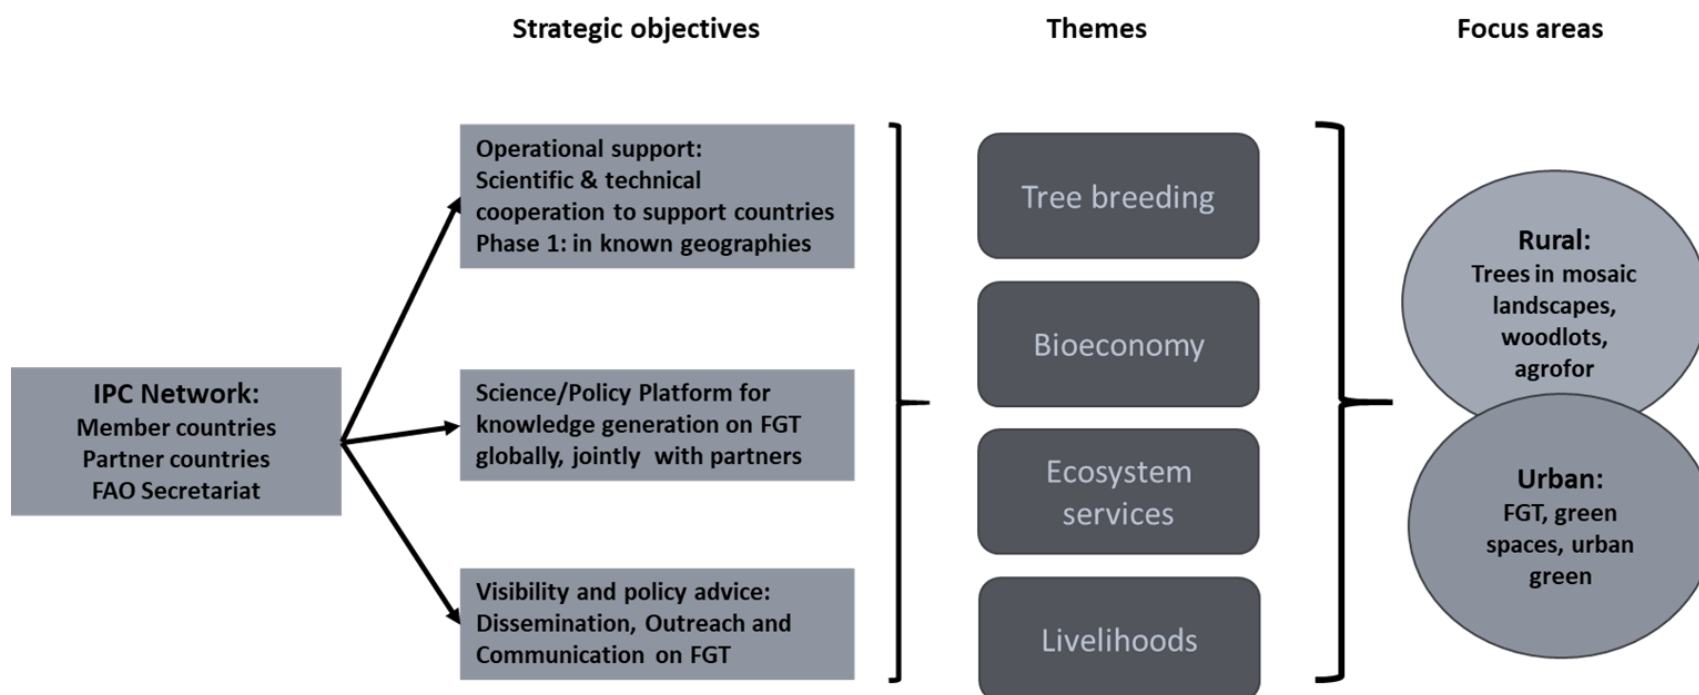 Strategic objectives
Themes
Focus areas
IPC Network:
Member countries
Partner countries
FAO Secretariat
Operational support:
Scientific & technical
cooperation to support countries
Phase 1: in known geographies
Science/Policy Platform for
knowledge generation on FGT
globally, jointly with partners
Visibility and policy advice:
Dissemination, Outreach and
Communication on FGT
Tree breeding
Bioeconomy
Ecosystem
services
Livelihoods
Rural:
Trees in mosaic
landscapes,
woodlots,
agrofor
Urban:
FGT, green
spaces, urban
green